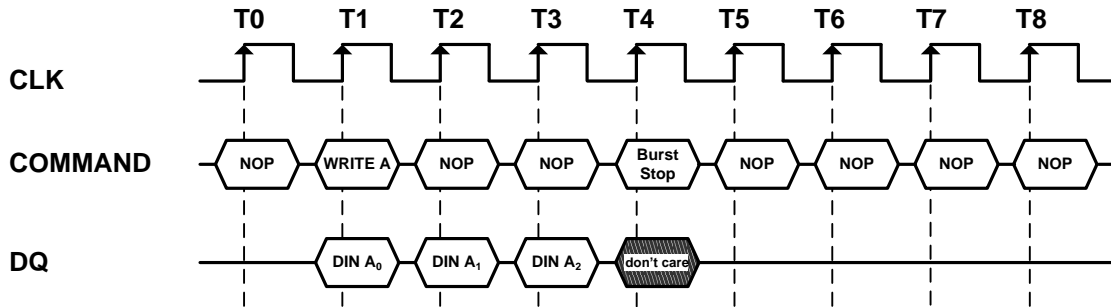 T0 T1 T2 T3 T4 T5 T6 T7 T8
CLK
COMMAND NOP WRITE A NOP NOP Burst Stop NOP NOP NOP NOP
DQ DIN A₀ DIN A₁ DIN A₂ don't care